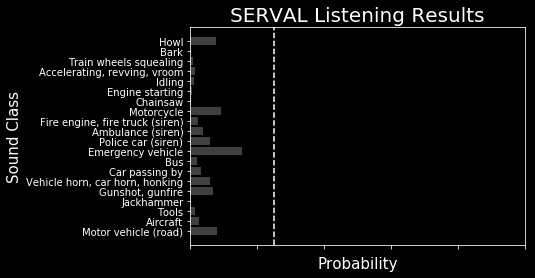 SERVAL Listening Results
Sound Class
Howl
Bark
Train wheels squealing
Accelerating, revving, vroom
Idling
Engine starting
Chainsaw
Motorcycle
Fire engine, fire truck (siren)
Ambulance (siren)
Police car (siren)
Emergency vehicle
Bus
Car passing by
Vehicle horn, car horn, honking
Gunshot, gunfire
Jackhammer
Tools
Aircraft
Motor vehicle (road)
Probability